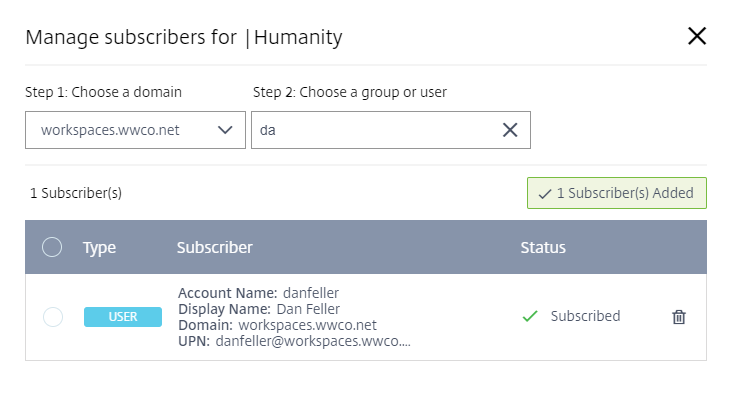 Manage subscribers for |Humanity
Step 1: Choose a domain Step 2: Choose a group or user
workspaces.wwco.net da
1 Subscriber(s) 1 Subscriber(s) Added
Type Subscriber Status
Account Name: danfeller
USER Display Name: Dan Feller Subscribed
Domain: workspaces.wwco.net
UPN: danfeller@workspaces.wwco....